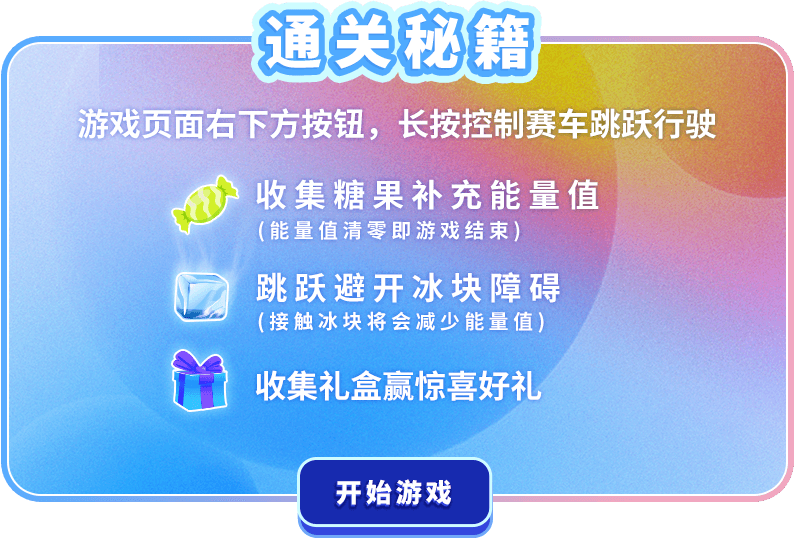 通关秘籍
游戏页面右下方按钮，长按控制赛车跳跃行驶
收集糖果补充能量值
(能量值清零即游戏结束)
跳跃避开冰块障碍
(接触冰块将会减少能量值)
收集礼盒赢惊喜好礼
开始游戏